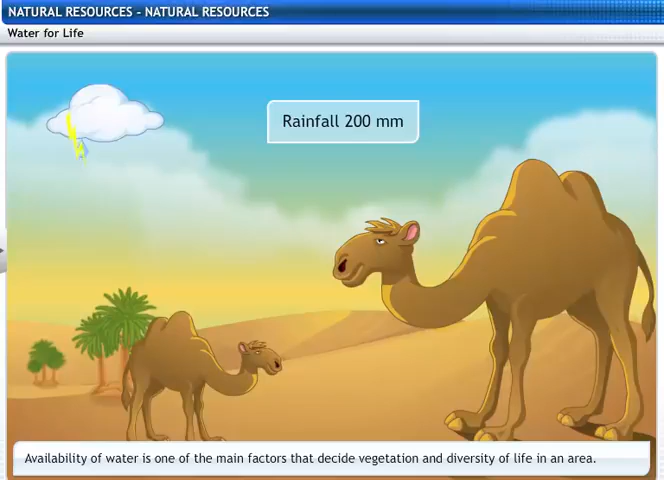 NATURAL RESOURCES - NATURAL RESOURCES
Water for Life
Rainfall 200 mm
Availability of water is one of the main factors that decide vegetation and diversity of life in an area.